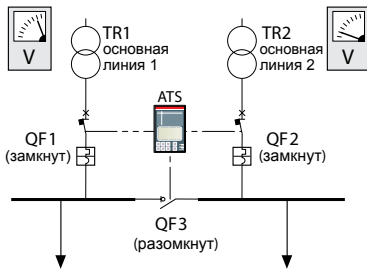 V
TR1
основная
линия 1
TR2
основная
линия 2
V
ATS
QF1
(замкнут)
QF2
(замкнут)
QF3
(разомкнут)